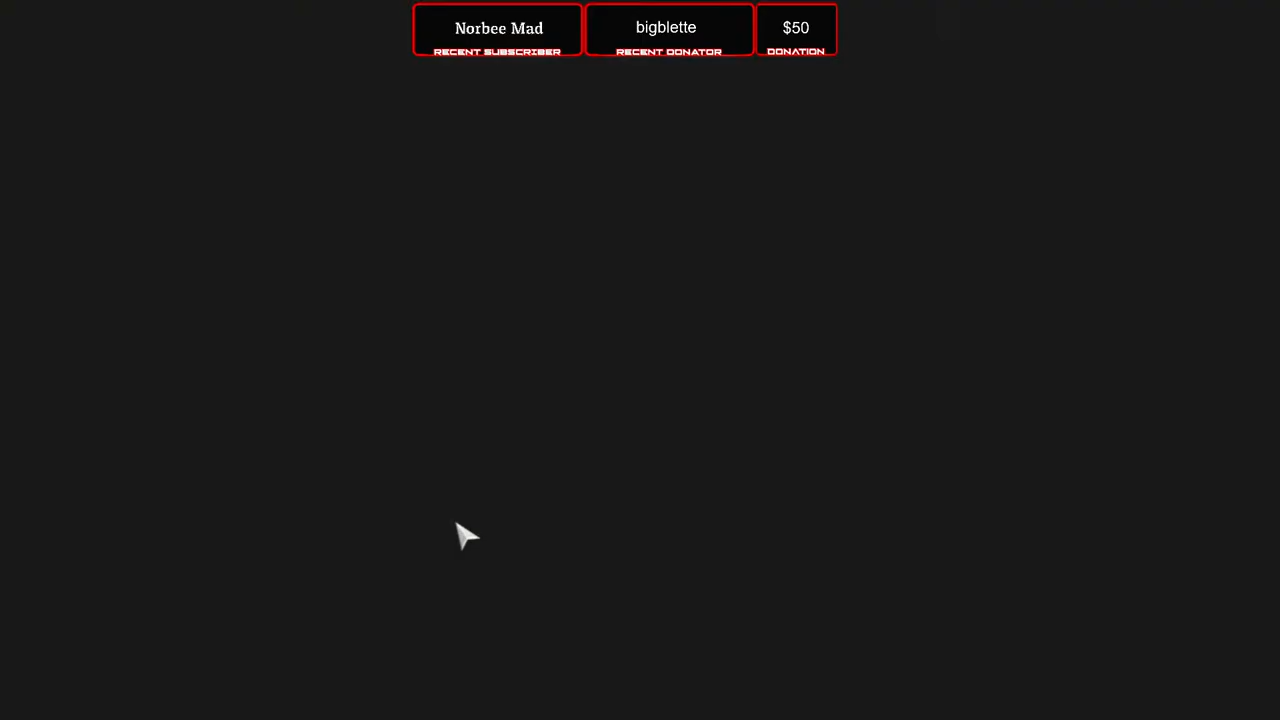 Norbee Mad
RECENT SUBSCRIBER
bigblette
RECENT DONATOR
$50
DONATION